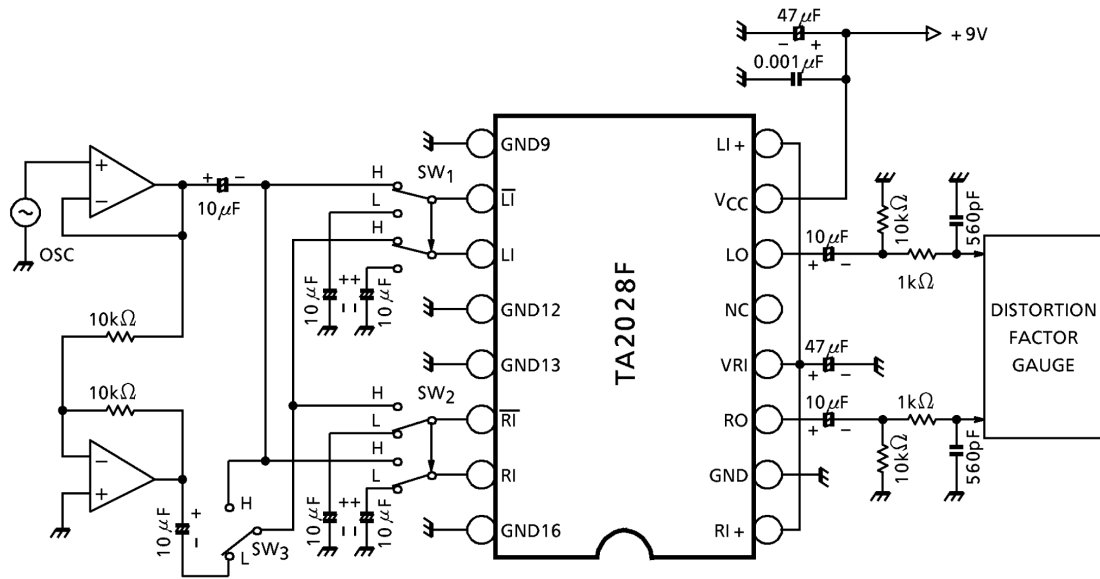 47μF
− +
+9V
0.001μF
GND9
LI+
H
SW1
+ −
L̅I̅
VCC
10μF
L
H
LI
LO
10μF
+ −
10kΩ
560pF
1kΩ
+
−
OSC
10μF
++
−−
10μF
GND12
NC
TA2028F
DISTORTION
FACTOR
GAUGE
10kΩ
GND13
VRI
47μF
+ −
10kΩ
H
SW2
L
H
L
R̅I̅
RO
10μF
+ −
1kΩ
10kΩ
560pF
−
+
RI
GND
H
10μF
+
−
L
SW3
10μF
++
−−
10μF
GND16
RI+